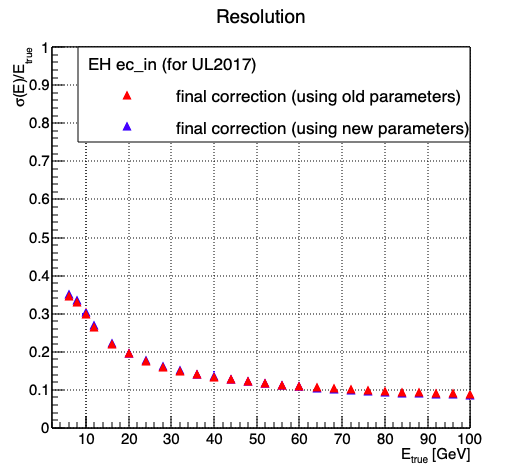 Resolution
σ(E)/E_true
1
0.9
0.8
0.7
0.6
0.5
0.4
0.3
0.2
0.1
0
EH ec_in (for UL2017)
final correction (using old parameters)
final correction (using new parameters)
10 20 30 40 50 60 70 80 90 100
E_true [GeV]